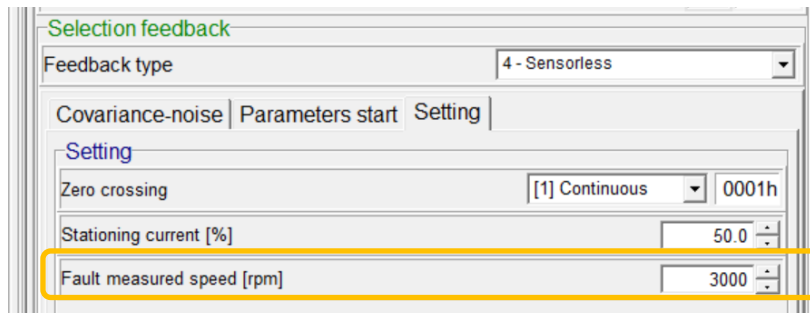 Selection feedback
Feedback type 4 - Sensorless
Covariance-noise Parameters start Setting
Setting
Zero crossing [1] Continuous 0001h
Stationing current [%] 50.0
Fault measured speed [rpm] 3000